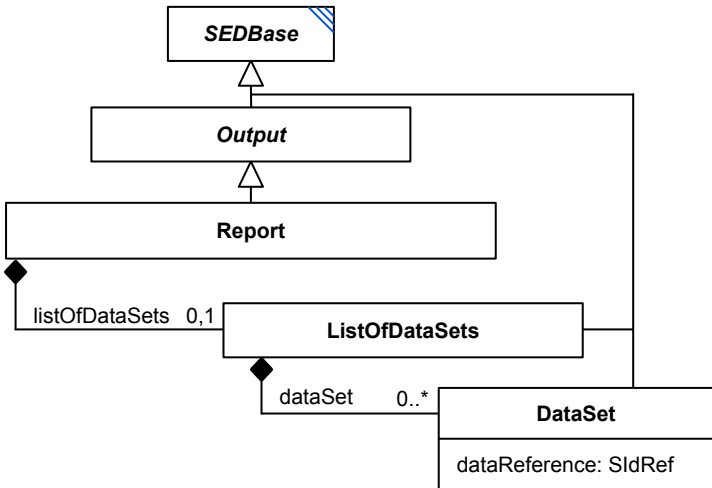 SEDBase
Output
Report
listOfDataSets 0,1
ListOfDataSets
dataSet 0..*
DataSet
dataReference: SIdRef